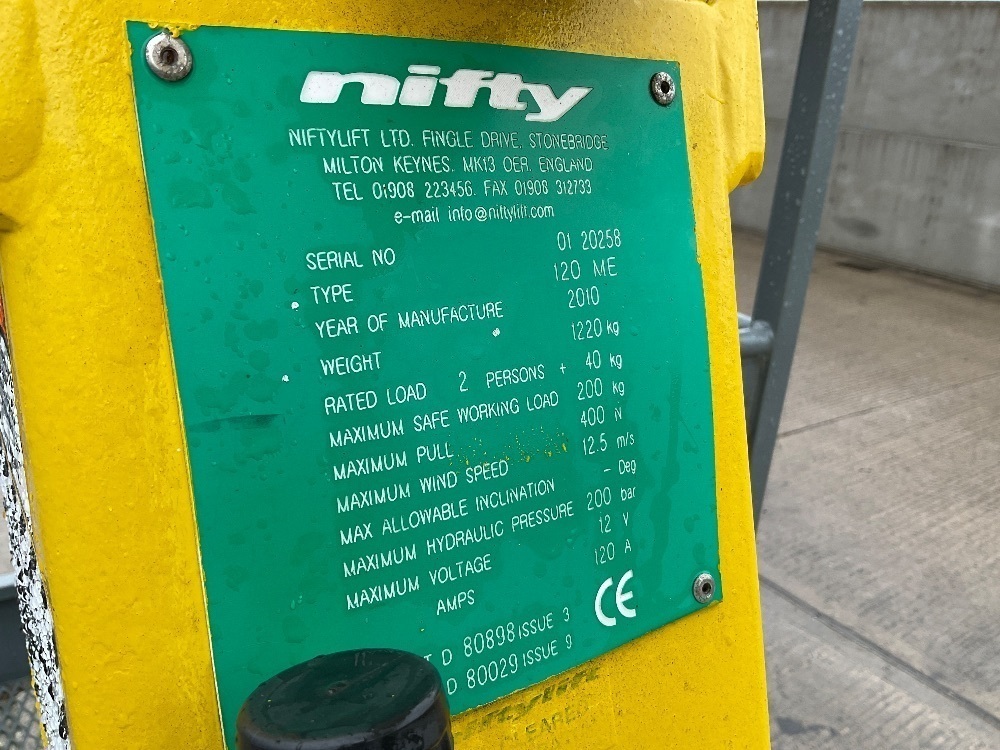 nifty
NIFTYLIFT LTD. FINGLE DRIVE. STONEBRIDGE
MILTON KEYNES. MK13 OER. ENGLAND
TEL 01908 223456. FAX 01908 312733
e-mail info@niftylift.com
SERIAL NO 01 20258
TYPE 120 ME
YEAR OF MANUFACTURE 2010
WEIGHT 1220 kg
RATED LOAD 2 PERSONS + 40 kg
MAXIMUM SAFE WORKING LOAD 200 kg
MAXIMUM PULL 400 N
MAXIMUM WIND SPEED 12.5 m/s
MAX ALLOWABLE INCLINATION - Deg
MAXIMUM HYDRAULIC PRESSURE 200 bar
MAXIMUM VOLTAGE 12 V
AMPS 120 A
CE
D 80898 ISSUE 3
D 80029 ISSUE 9
nifty